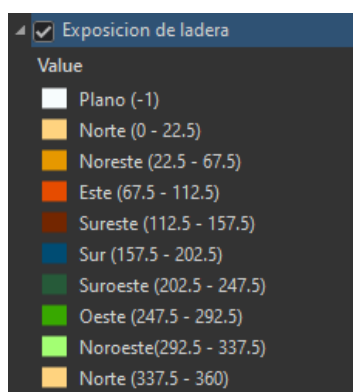 Exposicion de ladera
Value
Plano (-1)
Norte (0 - 22.5)
Noreste (22.5 - 67.5)
Este (67.5 - 112.5)
Sureste (112.5 - 157.5)
Sur (157.5 - 202.5)
Suroeste (202.5 - 247.5)
Oeste (247.5 - 292.5)
Noroeste(292.5 - 337.5)
Norte (337.5 - 360)